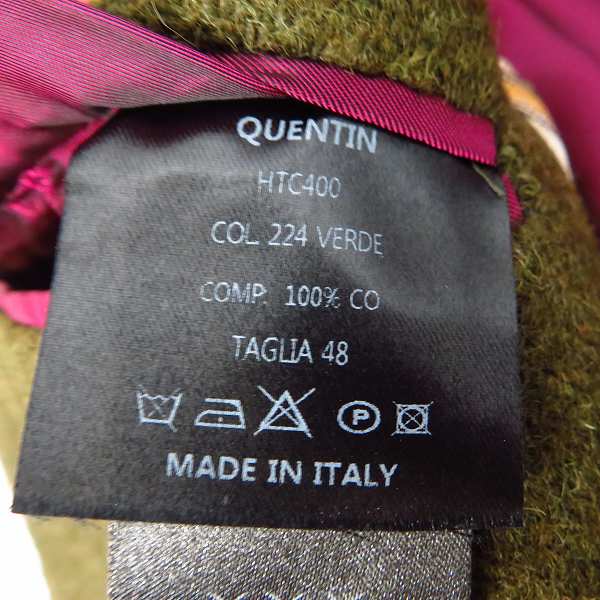 QUENTIN
HTC400
COL. 224 VERDE
COMP. 100% CO
TAGLIA 48
P
MADE IN ITALY